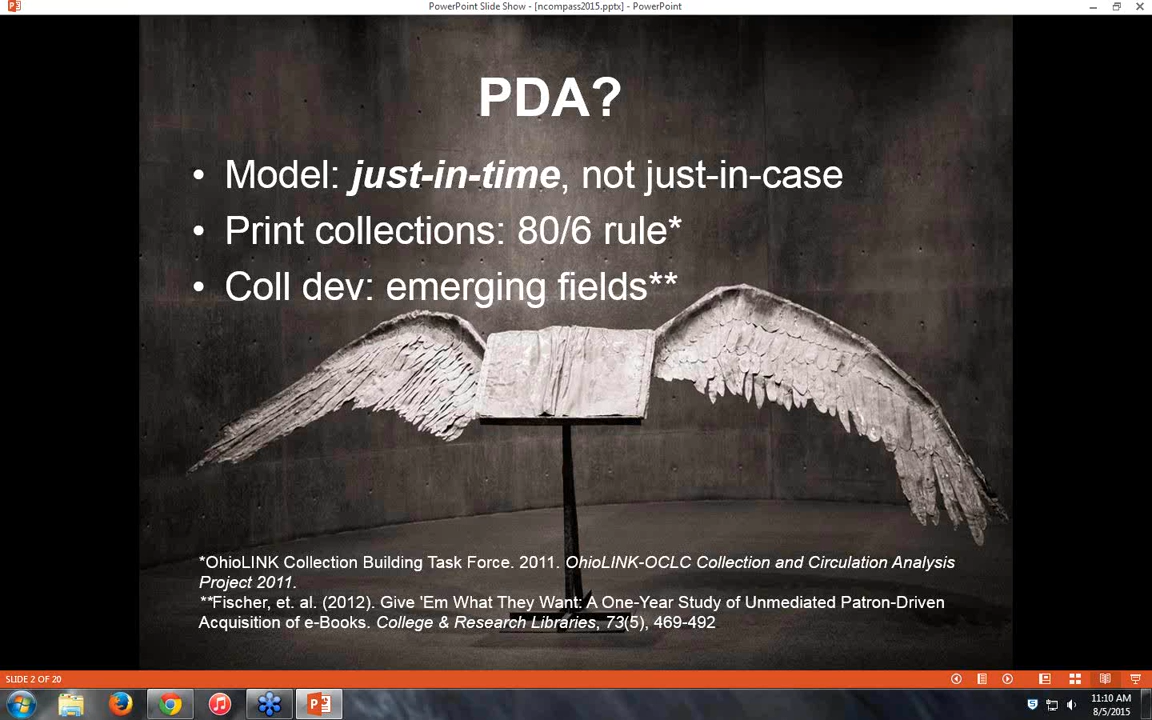 PowerPoint Slide Show - [ncompass2015.pptx] - PowerPoint
PDA?
• Model: just-in-time, not just-in-case
• Print collections: 80/6 rule*
• Coll dev: emerging fields**
*OhioLINK Collection Building Task Force. 2011. OhioLINK-OCLC Collection and Circulation Analysis
Project 2011.
**Fischer, et. al. (2012). Give 'Em What They Want: A One-Year Study of Unmediated Patron-Driven
Acquisition of e-Books. College & Research Libraries, 73(5), 469-492
SLIDE 2 OF 20
11:10 AM
8/5/2015